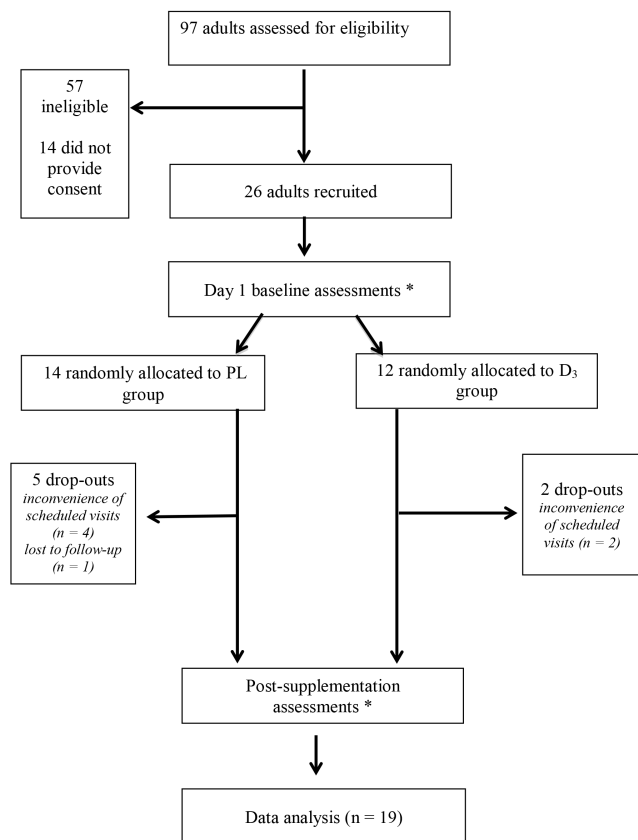 97 adults assessed for eligibility
57
ineligible
14 did not
provide
consent
26 adults recruited
Day 1 baseline assessments *
14 randomly allocated to PL
group
12 randomly allocated to D₃
group
5 drop-outs
inconvenience of
scheduled visits
(n = 4)
lost to follow-up
(n = 1)
2 drop-outs
inconvenience
of scheduled
visits (n = 2)
Post-supplementation
assessments *
Data analysis (n = 19)